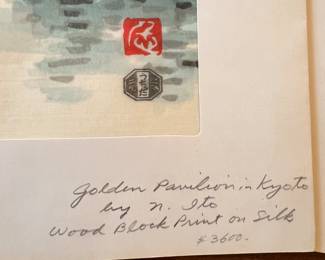 Golden Pavilion in Kyoto
by N. Ito
Wood Block Print on Silk
¥3600.